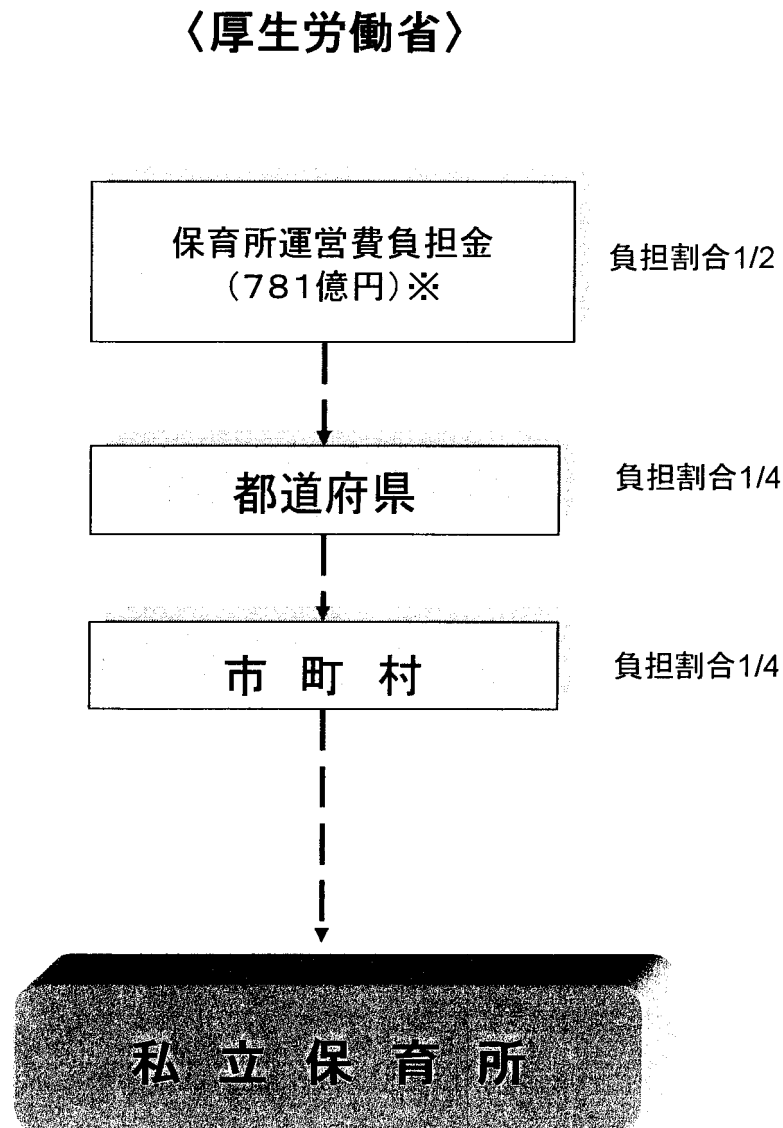 〈厚生労働省〉
保育所運営費負担金
(781億円)※
負担割合1/2
都道府県
負担割合1/4
市 町 村
負担割合1/4
私 立 保 育 所